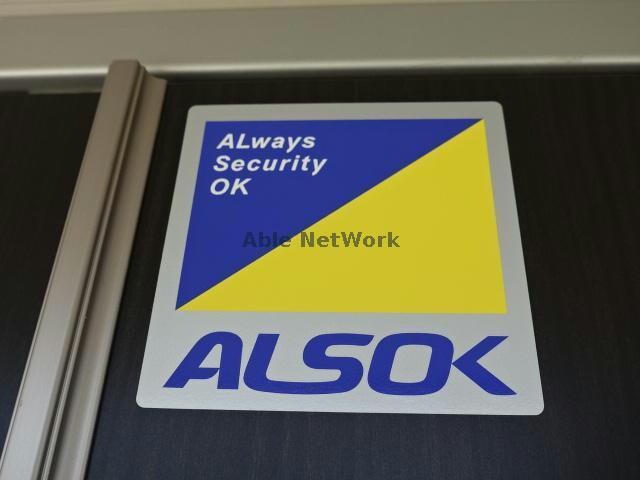 ALways
Security
OK
Able NetWork
ALSOK